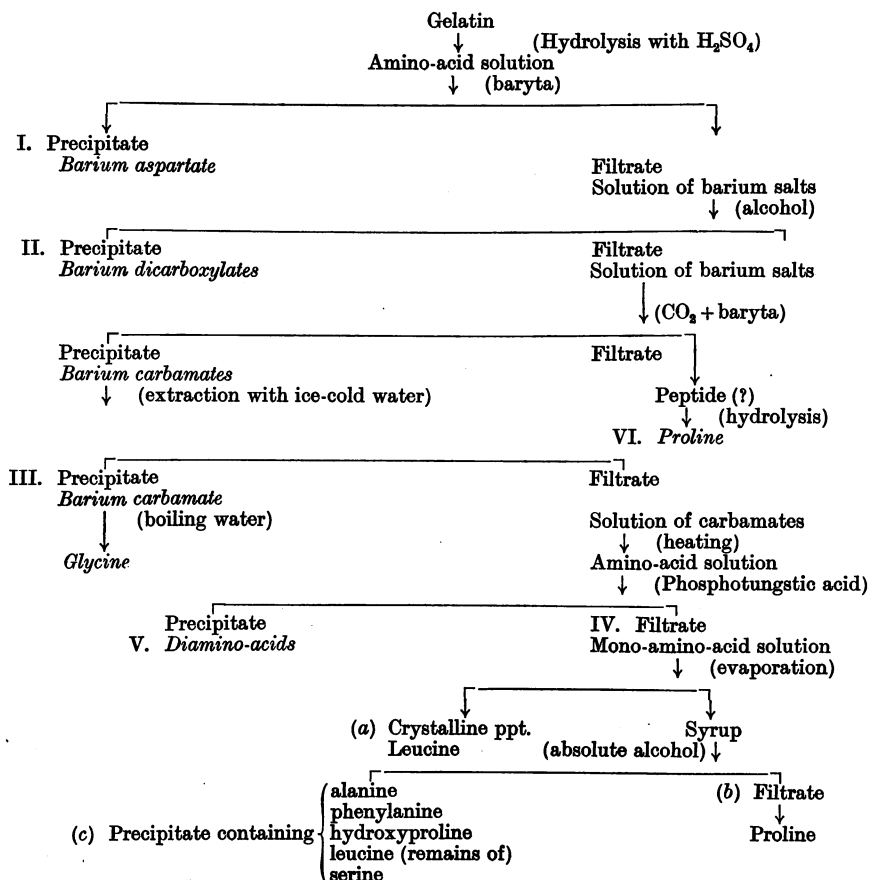 Gelatin
(Hydrolysis with H₂SO₄)
Amino-acid solution
(baryta)
I. Precipitate
Barium aspartate
Filtrate
Solution of barium salts
(alcohol)
II. Precipitate
Barium dicarboxylates
Filtrate
Solution of barium salts
(CO₂ + baryta)
Precipitate
Barium carbamates
(extraction with ice-cold water)
Filtrate
Peptide (?)
(hydrolysis)
VI. Proline
III. Precipitate
Barium carbamate
(boiling water)
Glycine
Filtrate
Solution of carbamates
(heating)
Amino-acid solution
(Phosphotungstic acid)
Precipitate
V. Diamino-acids
IV. Filtrate
Mono-amino-acid solution
(evaporation)
(a) Crystalline ppt.
Leucine
Syrup
(absolute alcohol)
(c) Precipitate containing
alanine
phenylanine
hydroxyproline
leucine (remains of)
serine
(b) Filtrate
Proline